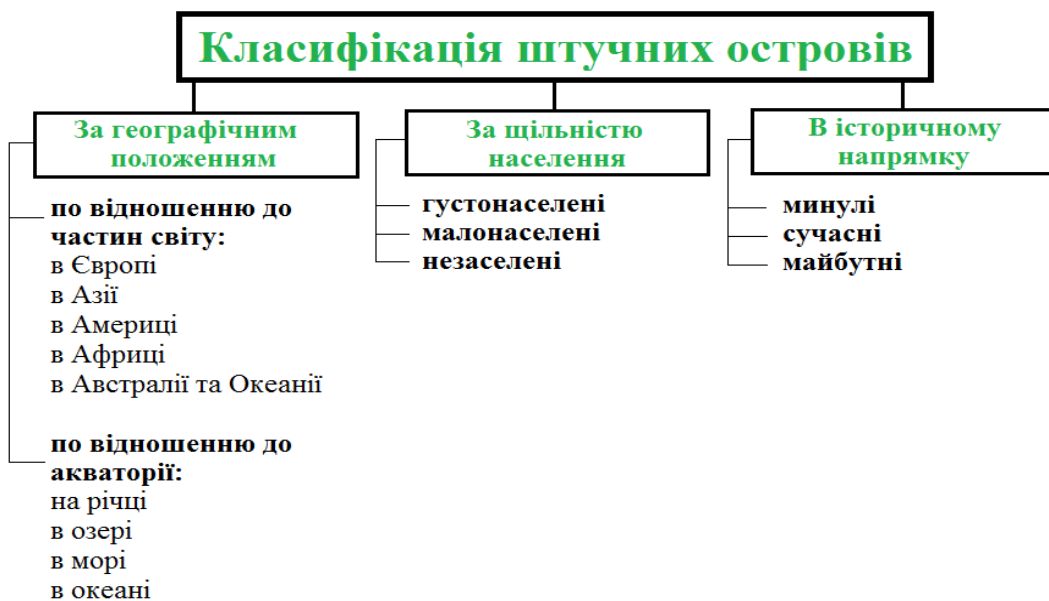 Класифікація штучних островів
За географічним
положенням
по відношенню до
частин світу:
в Європі
в Азії
в Америці
в Африці
в Австралії та Океанії
по відношенню до
акваторії:
на річці
в озері
в морі
в океані
За щільністю
населення
густонаселені
малонаселені
незаселені
В історичному
напрямку
минулі
сучасні
майбутні